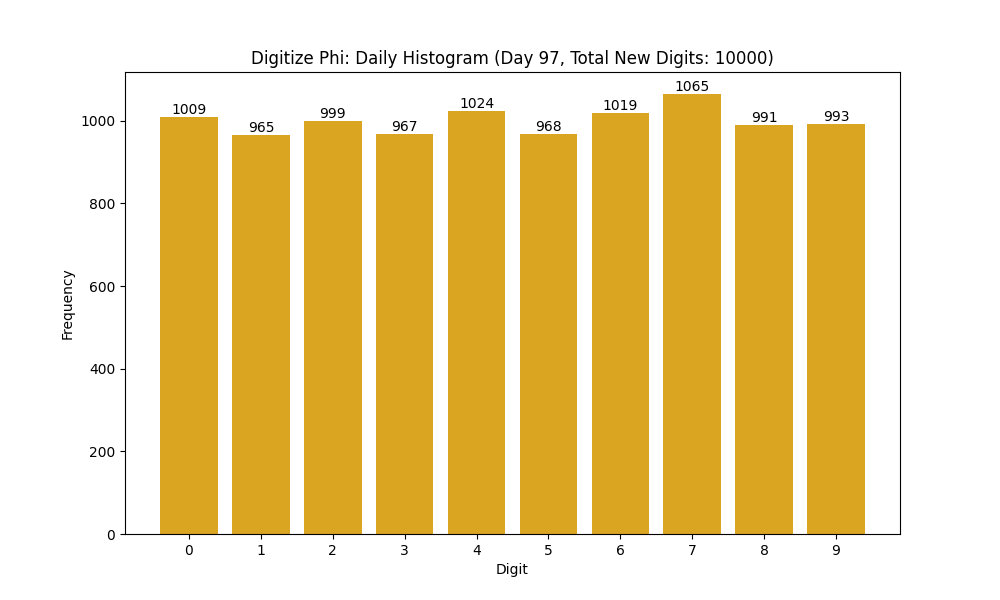 Digitize Phi: Daily Histogram (Day 97, Total New Digits: 10000)
1009 965 999 967 1024 968 1019 1065 991 993
1000
800
600
400
200
0
Frequency
0 1 2 3 4 5 6 7 8 9
Digit